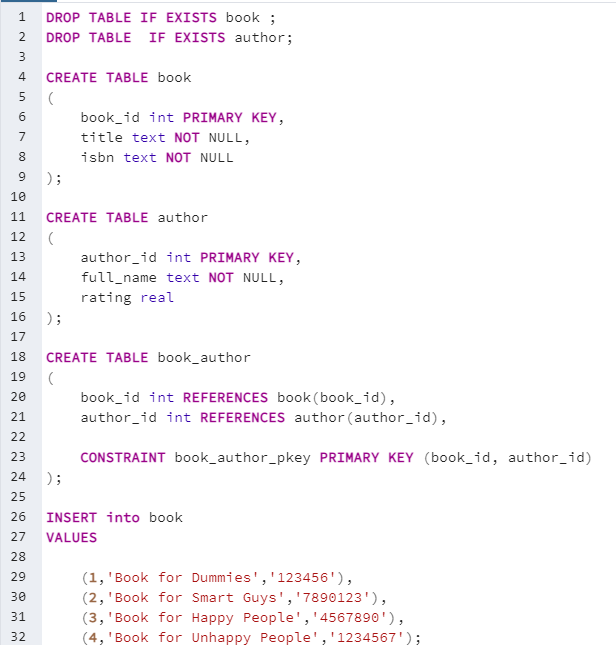 1 DROP TABLE IF EXISTS book ;
2 DROP TABLE  IF EXISTS author;
3
4 CREATE TABLE book
5 (
6     book_id int PRIMARY KEY,
7     title text NOT NULL,
8     isbn text NOT NULL
9 );
10
11 CREATE TABLE author
12 (
13     author_id int PRIMARY KEY,
14     full_name text NOT NULL,
15     rating real
16 );
17
18 CREATE TABLE book_author
19 (
20     book_id int REFERENCES book(book_id),
21     author_id int REFERENCES author(author_id),
22
23     CONSTRAINT book_author_pkey PRIMARY KEY (book_id, author_id)
24 );
25
26 INSERT into book
27 VALUES
28
29     (1,'Book for Dummies','123456'),
30     (2,'Book for Smart Guys','7890123'),
31     (3,'Book for Happy People','4567890'),
32     (4,'Book for Unhappy People','1234567');